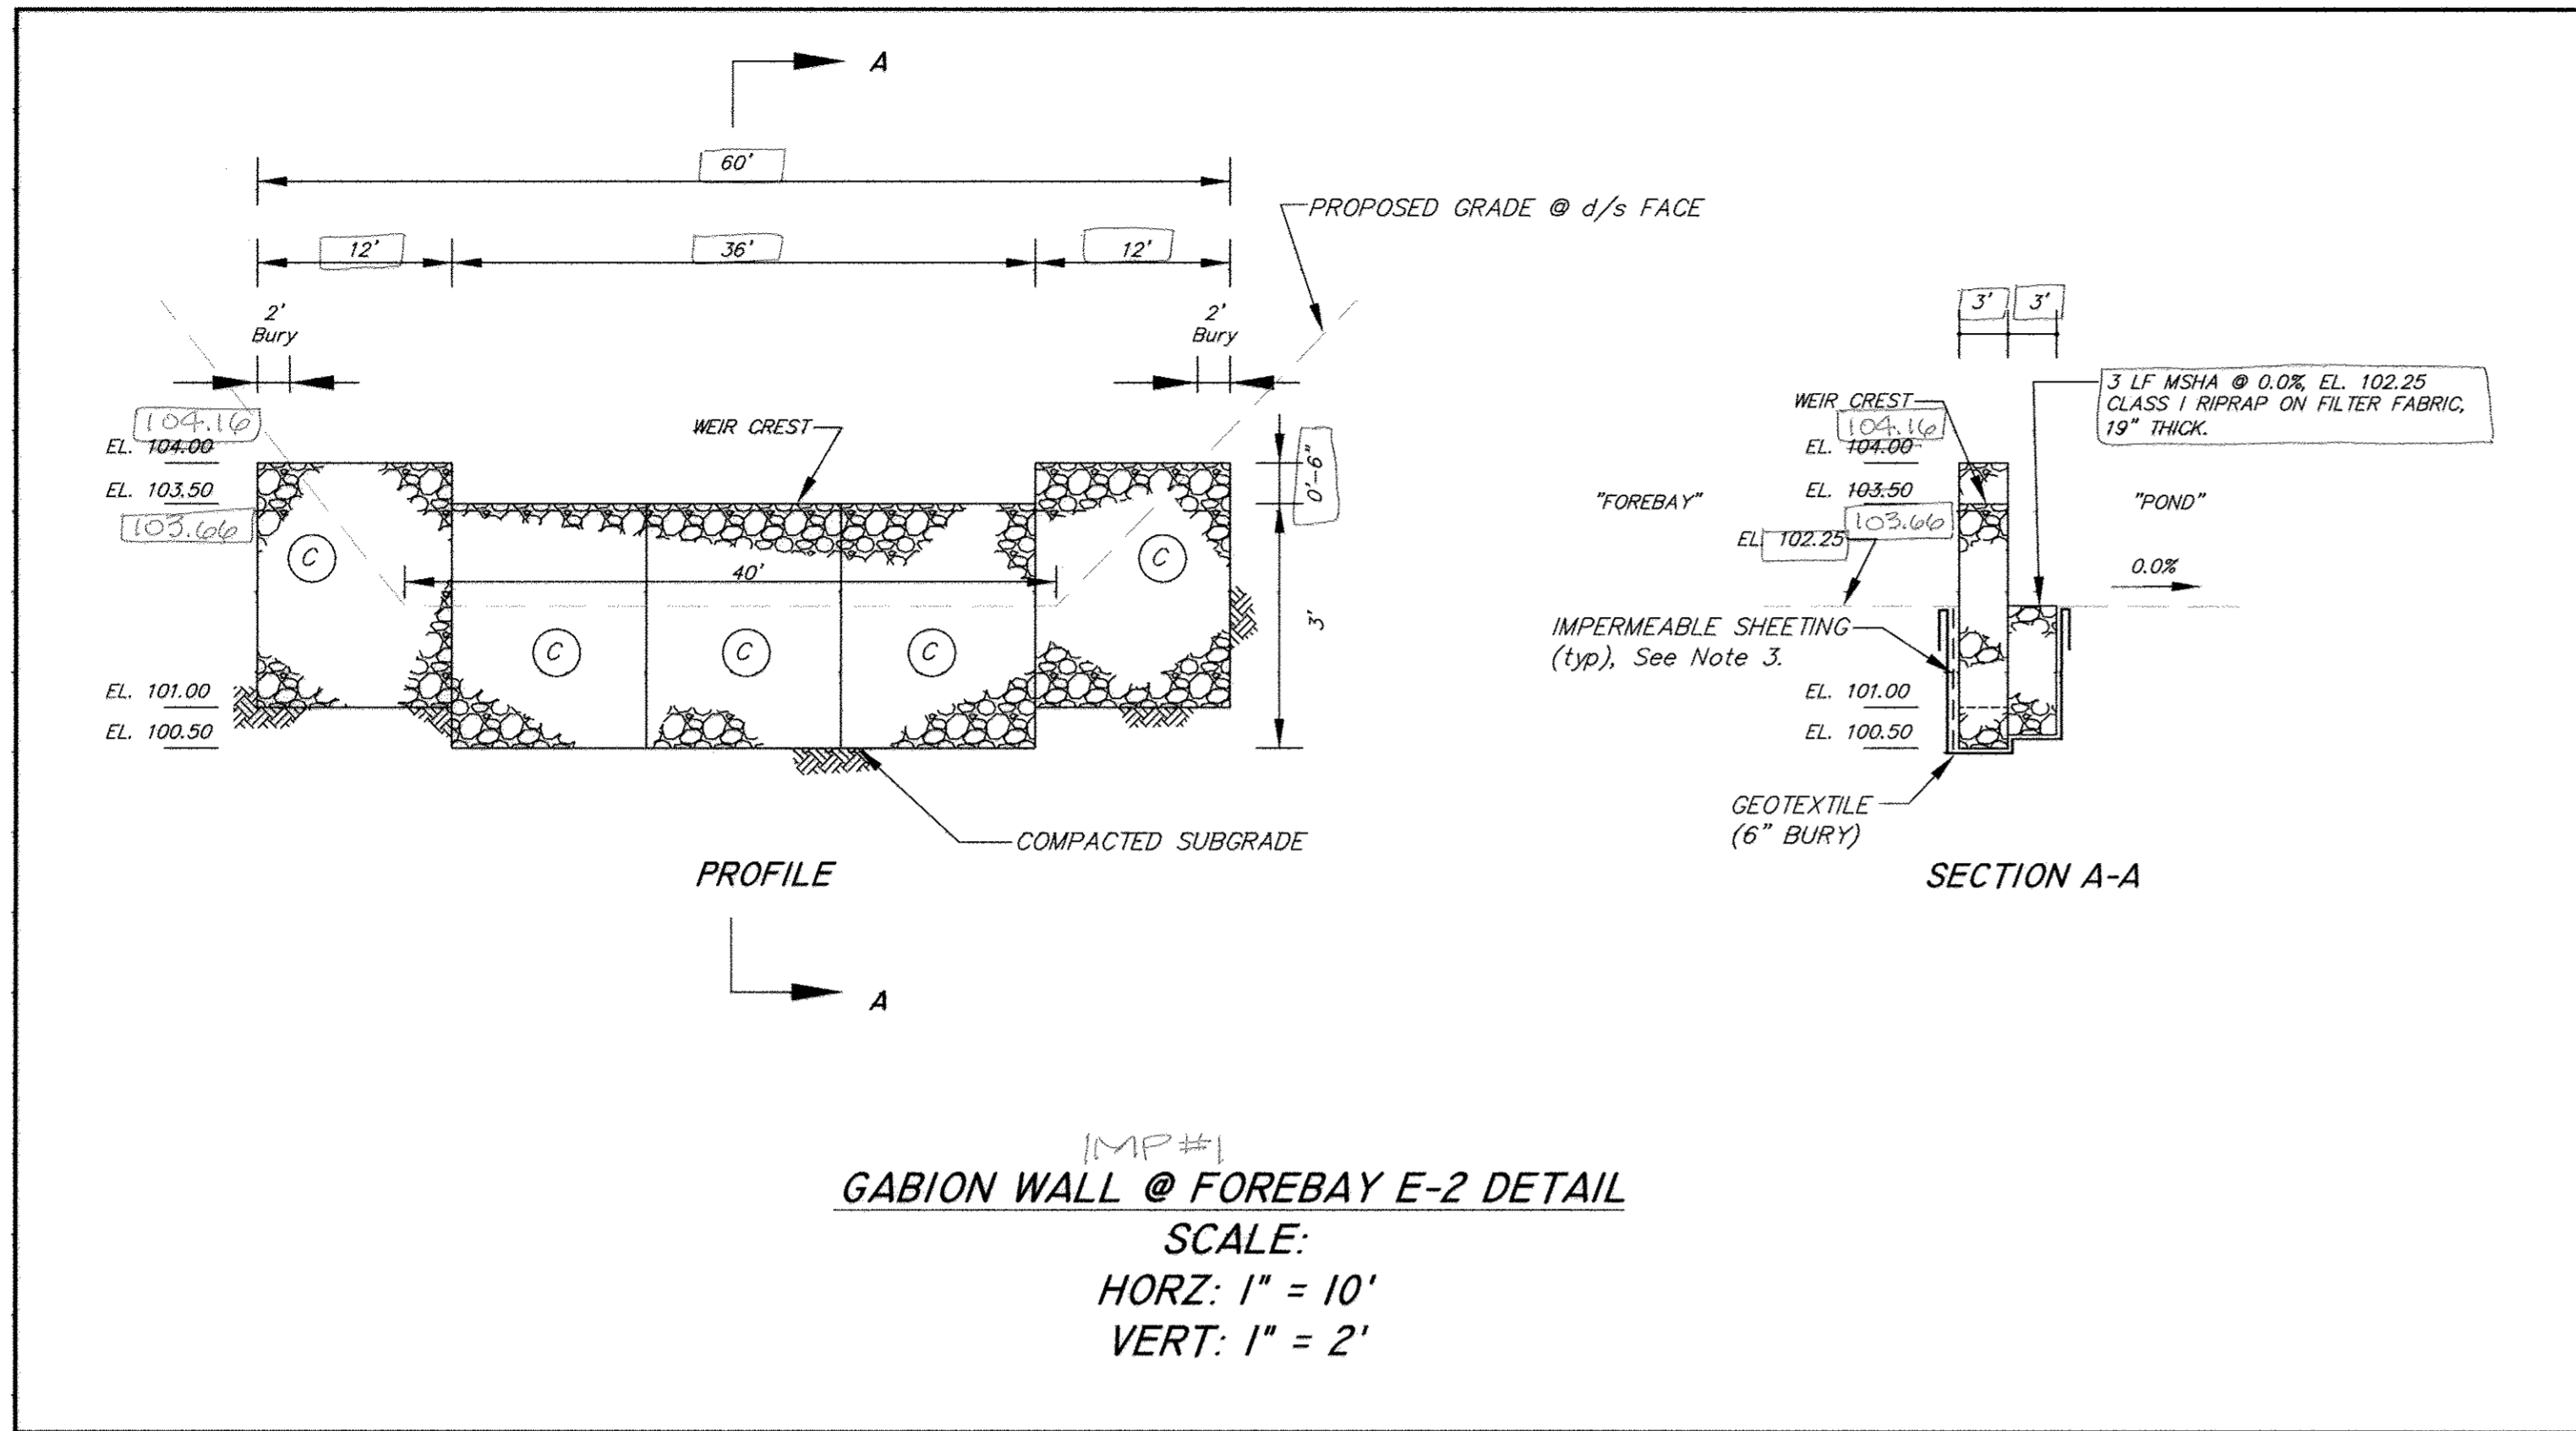 A
60'
12'
36'
12'
PROPOSED GRADE @ d/s FACE
2'
Bury
2'
Bury
104.16
EL. 104.00
EL. 103.50
103.66
WEIR CREST
0'-6"
C
C
40'
3'
C
C
C
EL. 101.00
EL. 100.50
COMPACTED SUBGRADE
PROFILE
A
3'
3'
3 LF MSHA @ 0.0%, EL. 102.25
CLASS I RIPRAP ON FILTER FABRIC,
19" THICK.
WEIR CREST
104.16
EL. 104.00
EL. 103.50
"FOREBAY"
"POND"
103.66
EL. 102.25
0.0%
IMPERMEABLE SHEETING
(typ), See Note 3.
EL. 101.00
EL. 100.50
GEOTEXTILE
(6" BURY)
SECTION A-A
IMP #1
GABION WALL @ FOREBAY E-2 DETAIL
SCALE:
HORZ: 1" = 10'
VERT: 1" = 2'